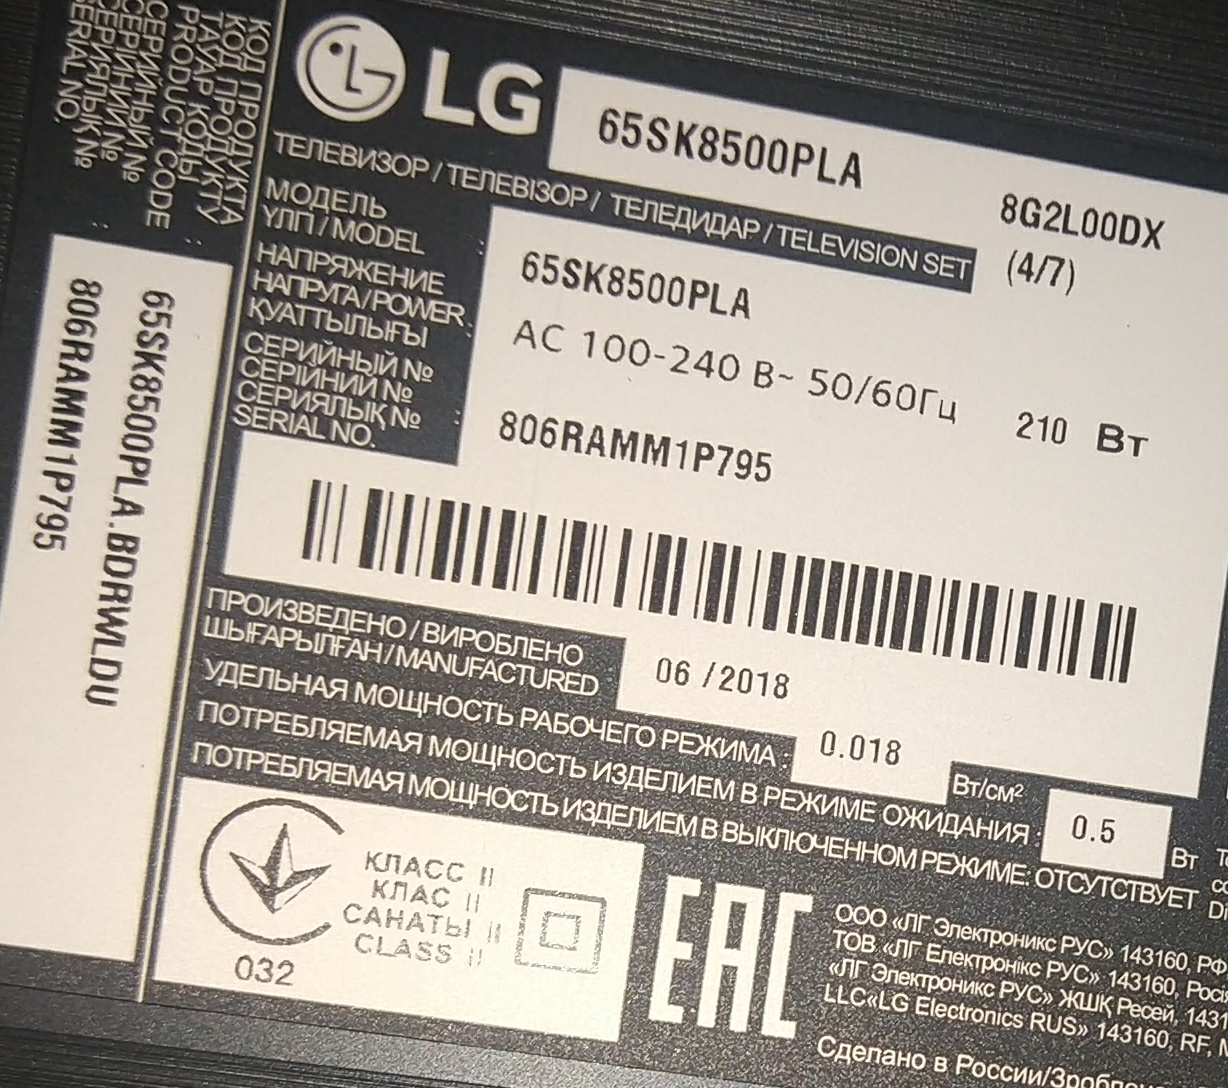 LG
65SK8500PLA
8G2L00DX
(4/7)
ТЕЛЕВИЗОР / ТЕЛЕВІЗОР / ТЕЛЕДИДАР / TELEVISION SET
МОДЕЛЬ
УЛП / MODEL :
65SK8500PLA
НАПРЯЖЕНИЕ
НАПРУГА/POWER :
ҚУАТТЫЛЫҒЫ
AC 100-240 В~ 50/60Гц 210 Вт
СЕРИЙНЫЙ №
СЕРІЙНИЙ №
СЕРИЯЛЫҚ № :
SERIAL NO.
806RAMM1P795
ПРОИЗВЕДЕНО / ВИРОБЛЕНО
ШЫҒАРЫЛҒАН / MANUFACTURED
06 /2018
УДЕЛЬНАЯ МОЩНОСТЬ РАБОЧЕГО РЕЖИМА : 0.018 Вт/см²
ПОТРЕБЛЯЕМАЯ МОЩНОСТЬ ИЗДЕЛИЕМ В РЕЖИМЕ ОЖИДАНИЯ : 0.5 Вт
ПОТРЕБЛЯЕМАЯ МОЩНОСТЬ ИЗДЕЛИЕМ В ВЫКЛЮЧЕННОМ РЕЖИМЕ: ОТСУТСТВУЕТ
032
КЛАСС II
КЛАС II
САНАТЫ II
CLASS II
EAC
ООО «ЛГ Электроникс РУС» 143160, РФ
ТОВ «ЛГ Електронікс РУС» 143160, Росі
«ЛГ Электроникс РУС» ЖШҚ Ресей, 1431
LLC«LG Electronics RUS» 143160, RF,
Сделано в России/Зробле
КОД ПРОДУКТА
КОД ПРОДУКТУ
ТАУАР КОДЫ :
PRODUCT CODE
СЕРИЙНЫЙ №
СЕРІЙНИЙ №
СЕРИЯЛЫҚ № :
SERIAL NO.
65SK8500PLA.BDRWLDU
806RAMM1P795